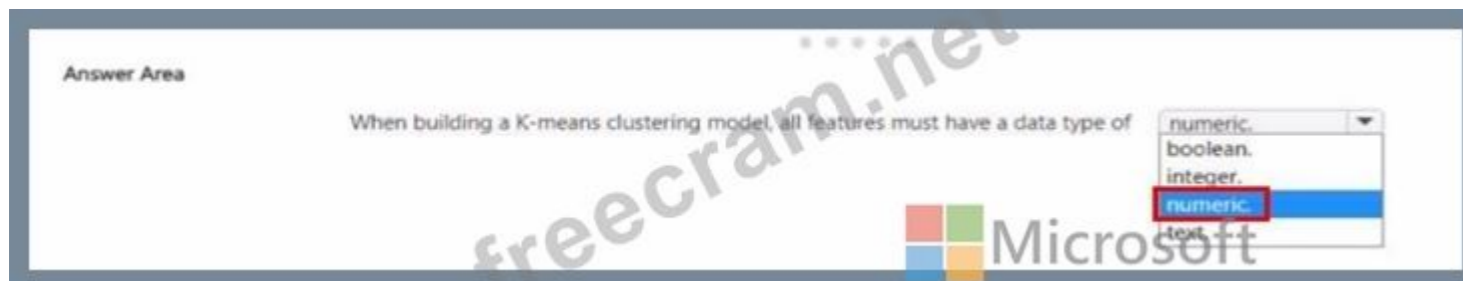 Answer Area
When building a K-means clustering model, all features must have a data type of numeric.
boolean.
integer.
numeric.
text.
freecram.net
Microsoft